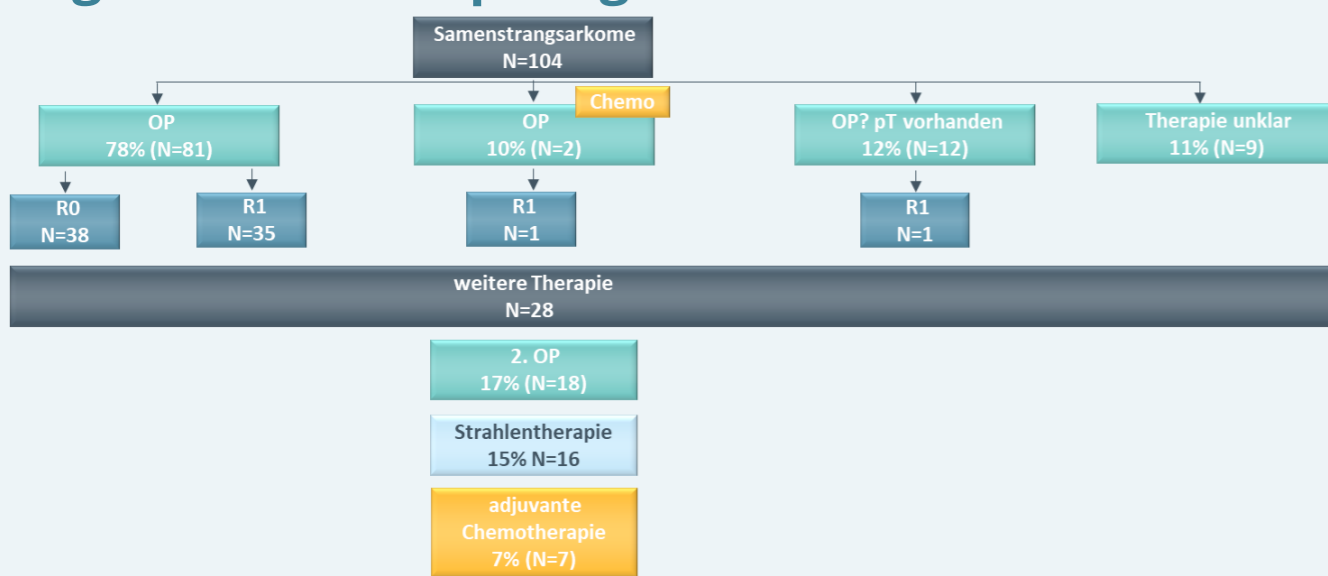 Samenstrangsarkome
N=104
Chemo
OP
78% (N=81)
OP
10% (N=2)
OP? pT vorhanden
12% (N=12)
Therapie unklar
11% (N=9)
R0
N=38
R1
N=35
R1
N=1
R1
N=1
weitere Therapie
N=28
2. OP
17% (N=18)
Strahlentherapie
15% N=16
adjuvante
Chemotherapie
7% (N=7)